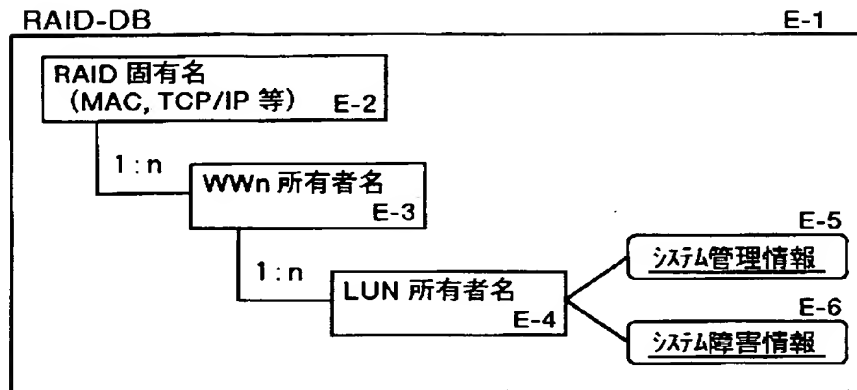 RAID-DB
E-1
RAID 固有名
(MAC, TCP/IP 等)
E-2
1:n
WWn 所有者名
E-3
1:n
LUN 所有者名
E-4
E-5
システム管理情報
E-6
システム障害情報